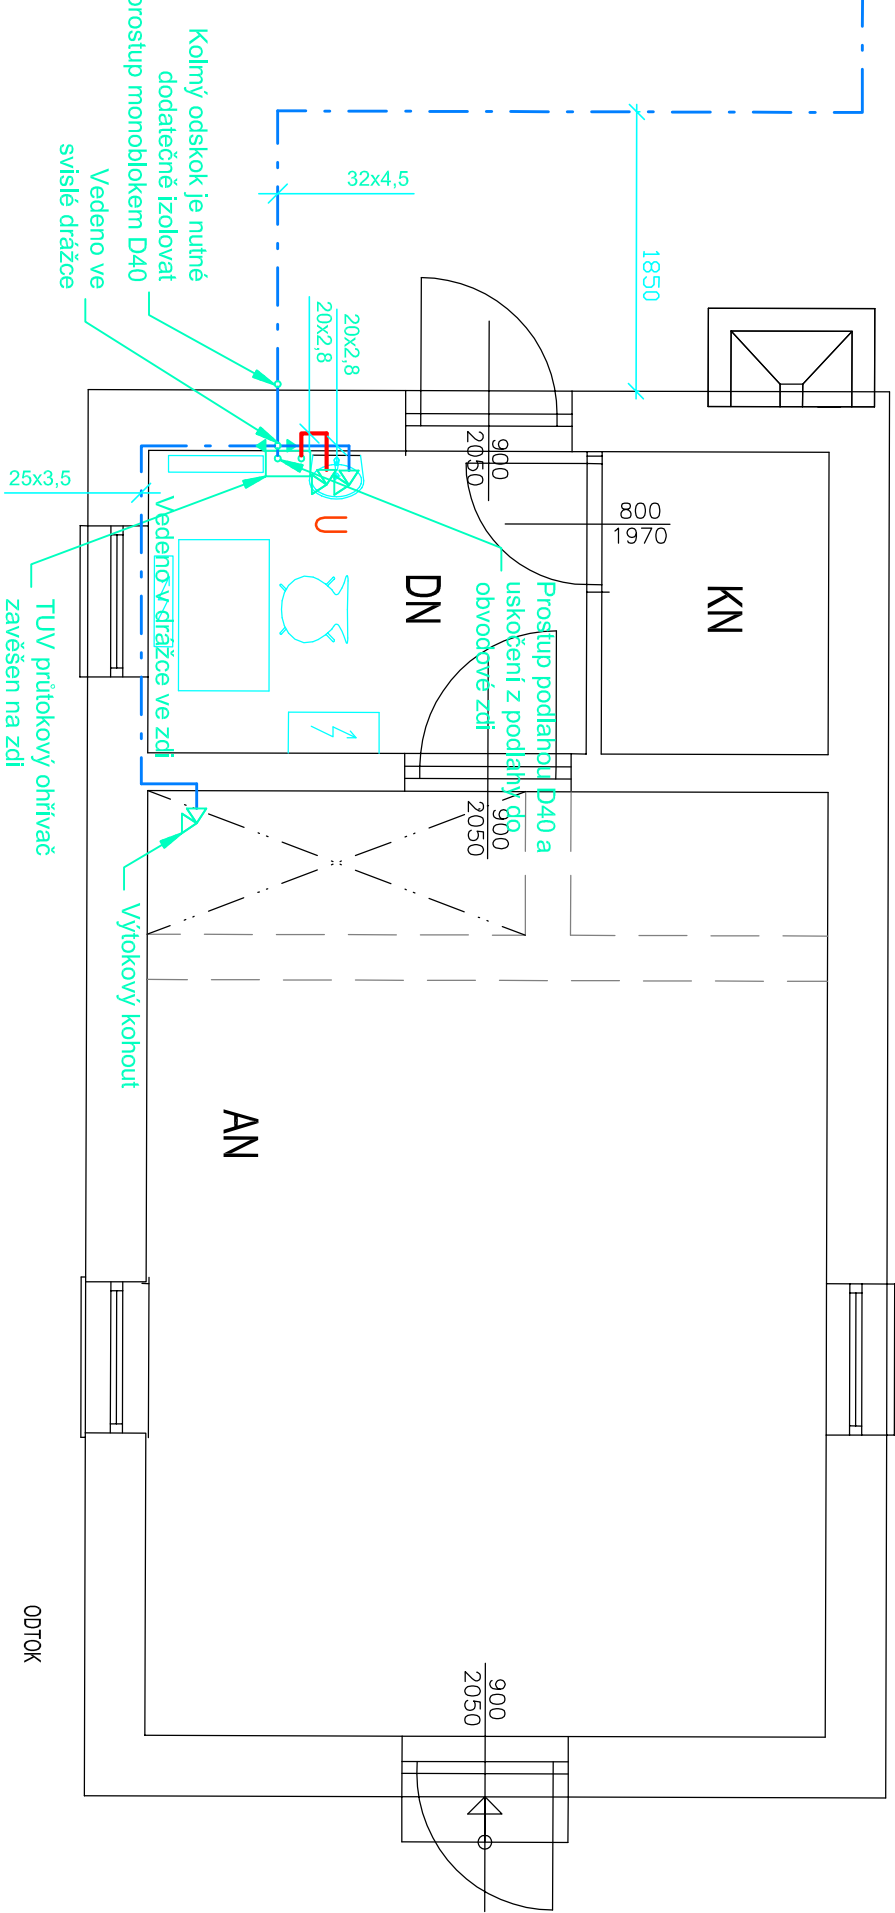 32x4,5
1850
Kolmý odskok je nutné
dodatečně izolovat
prostup monoblokem D40
Vedeno ve
svislé drážce
20x2,8
20x2,8
25x3,5
900
2050
800
1970
U
DN
KN
Vedeno v drážce ve zdi
Prostup podlahou D40 a
uskočení z podlahy do
obvodové zdi
TUV průtokový ohřívač
zavěšen na zdi
900
2050
Výtokový kohout
AN
900
2050
ODTOK